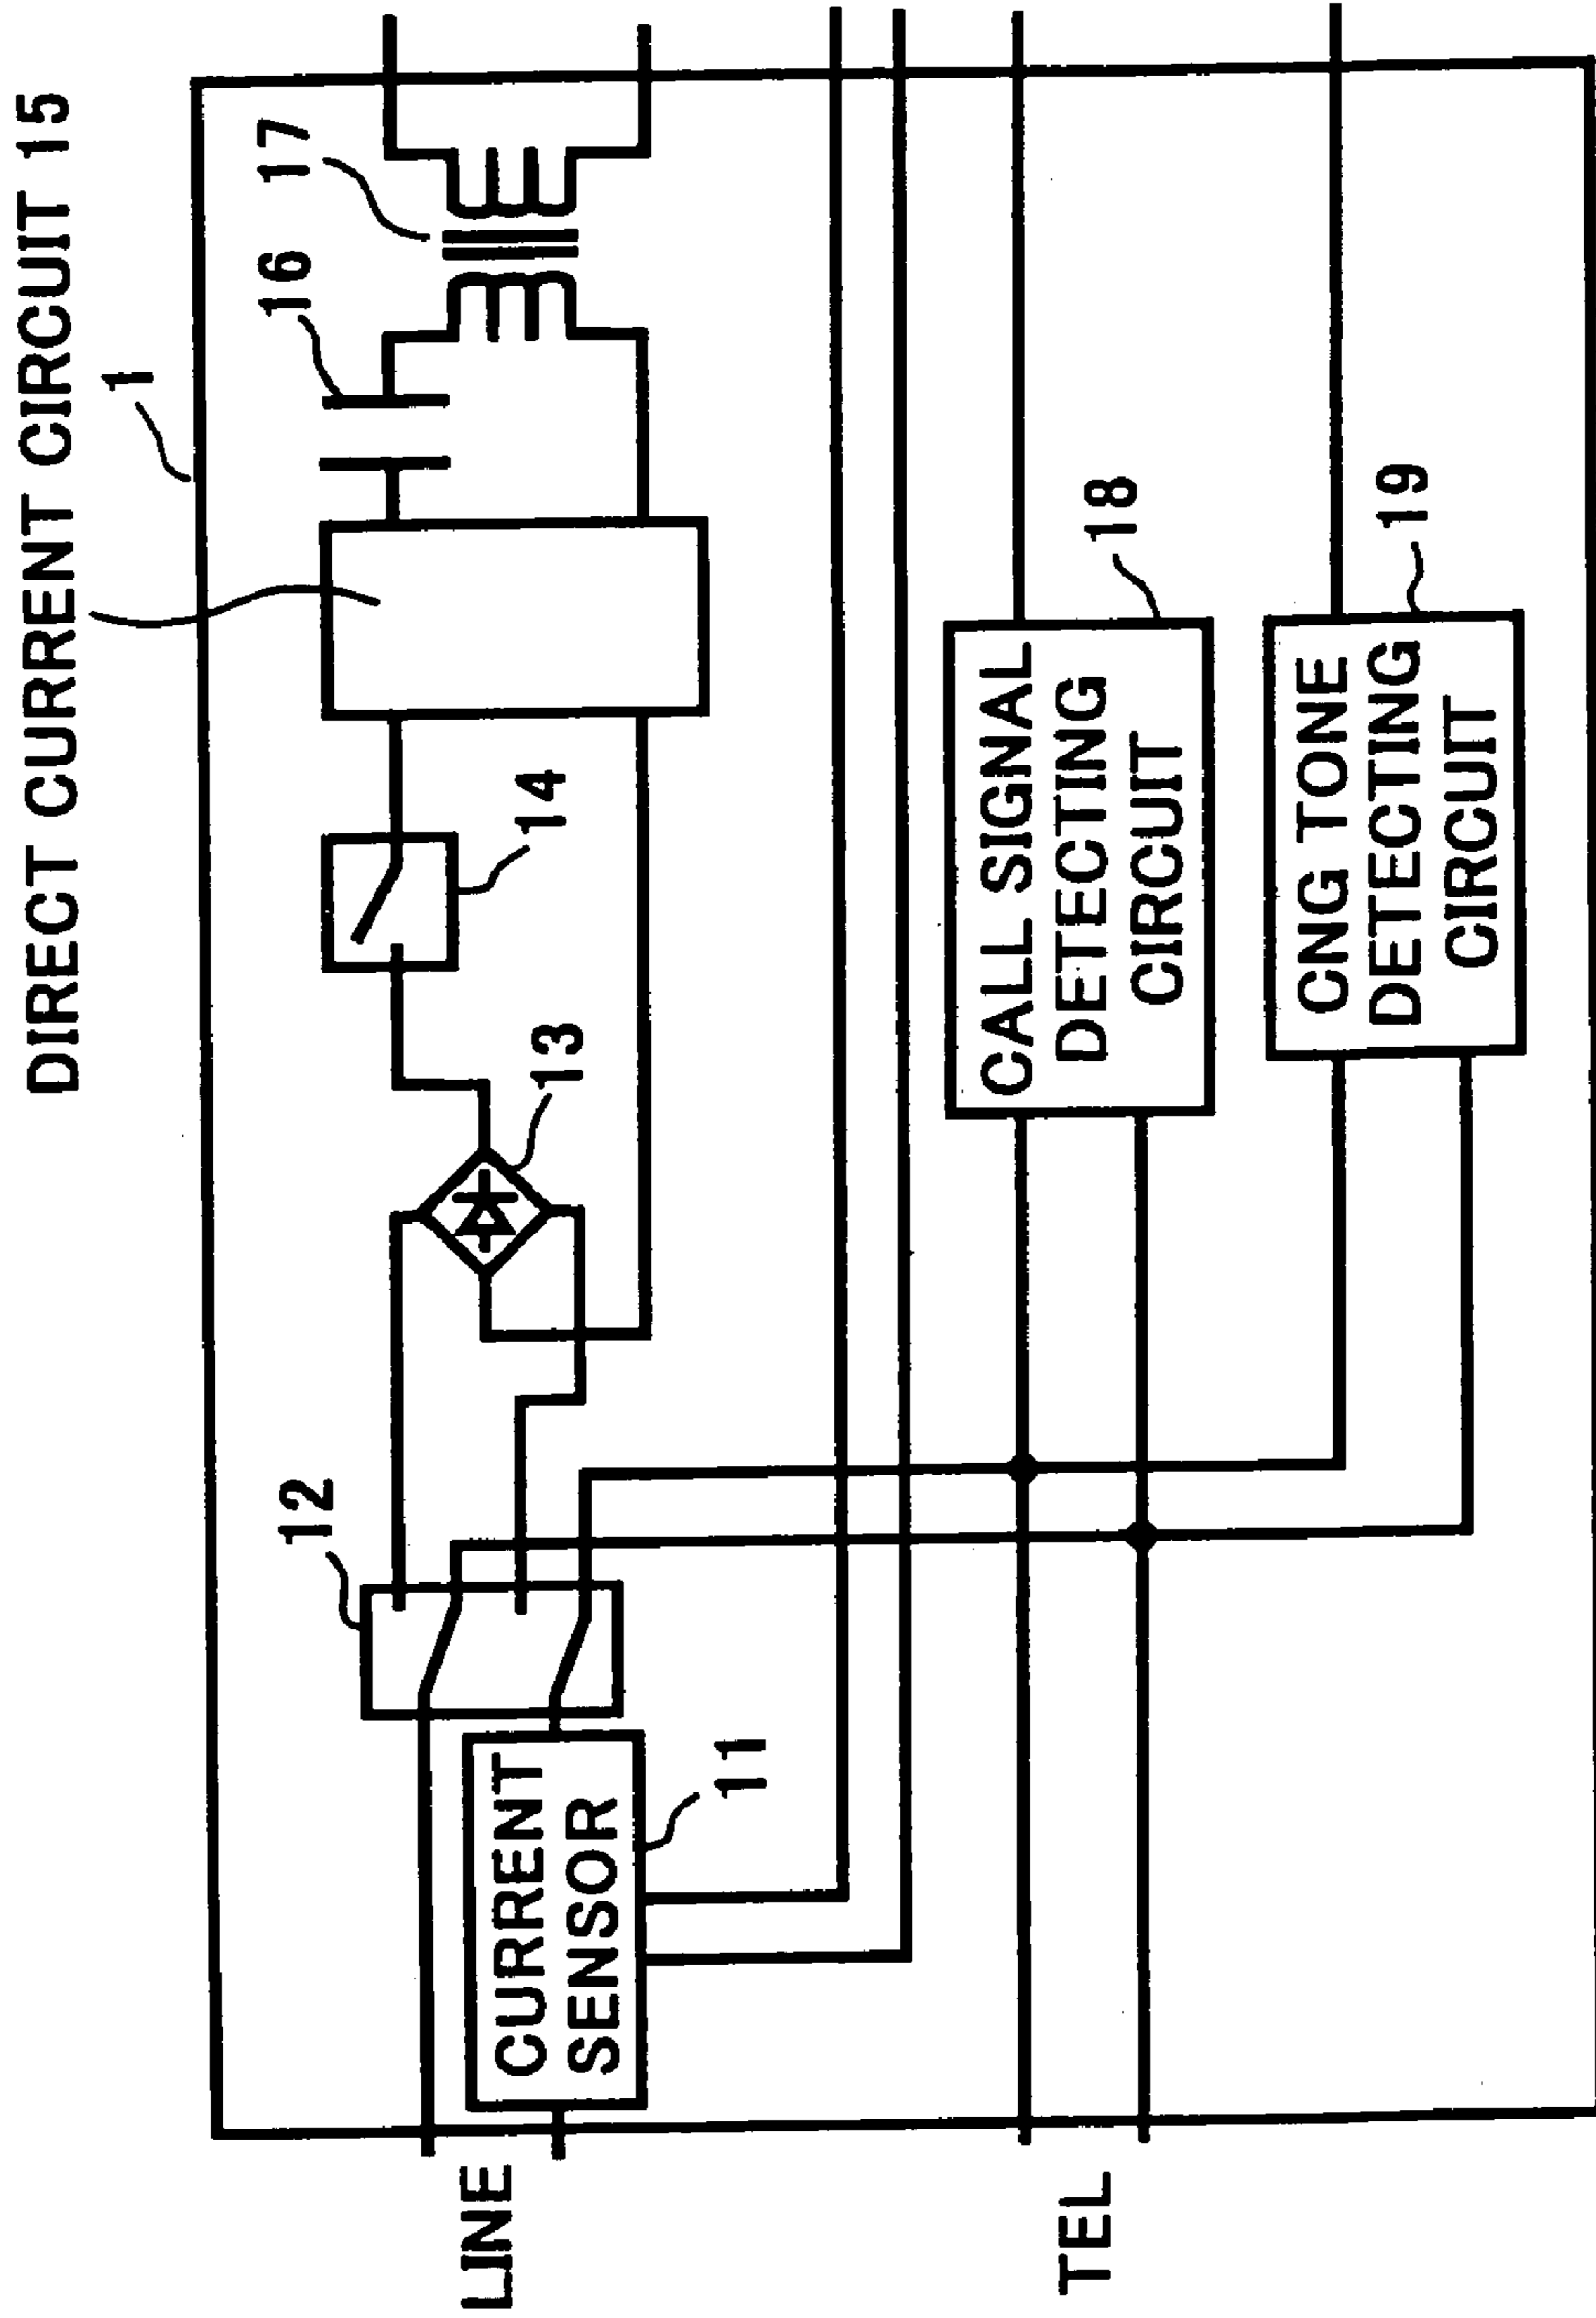 DIRECT CURRENT CIRCUIT 15
1
16
17
12
13
14
LINE
CURRENT
SENSOR
11
TEL
CALL SIGNAL
DETECTING
CIRCUIT
18
CNG TONE
DETECTING
CIRCUIT
19